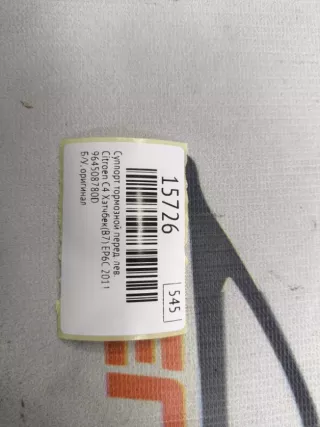 15726
545
Суппорт тормозной перед. лев.
Citroen C4 Хэтчбек(B7) EP6C 2011
9645087800
Б/У, оригинал